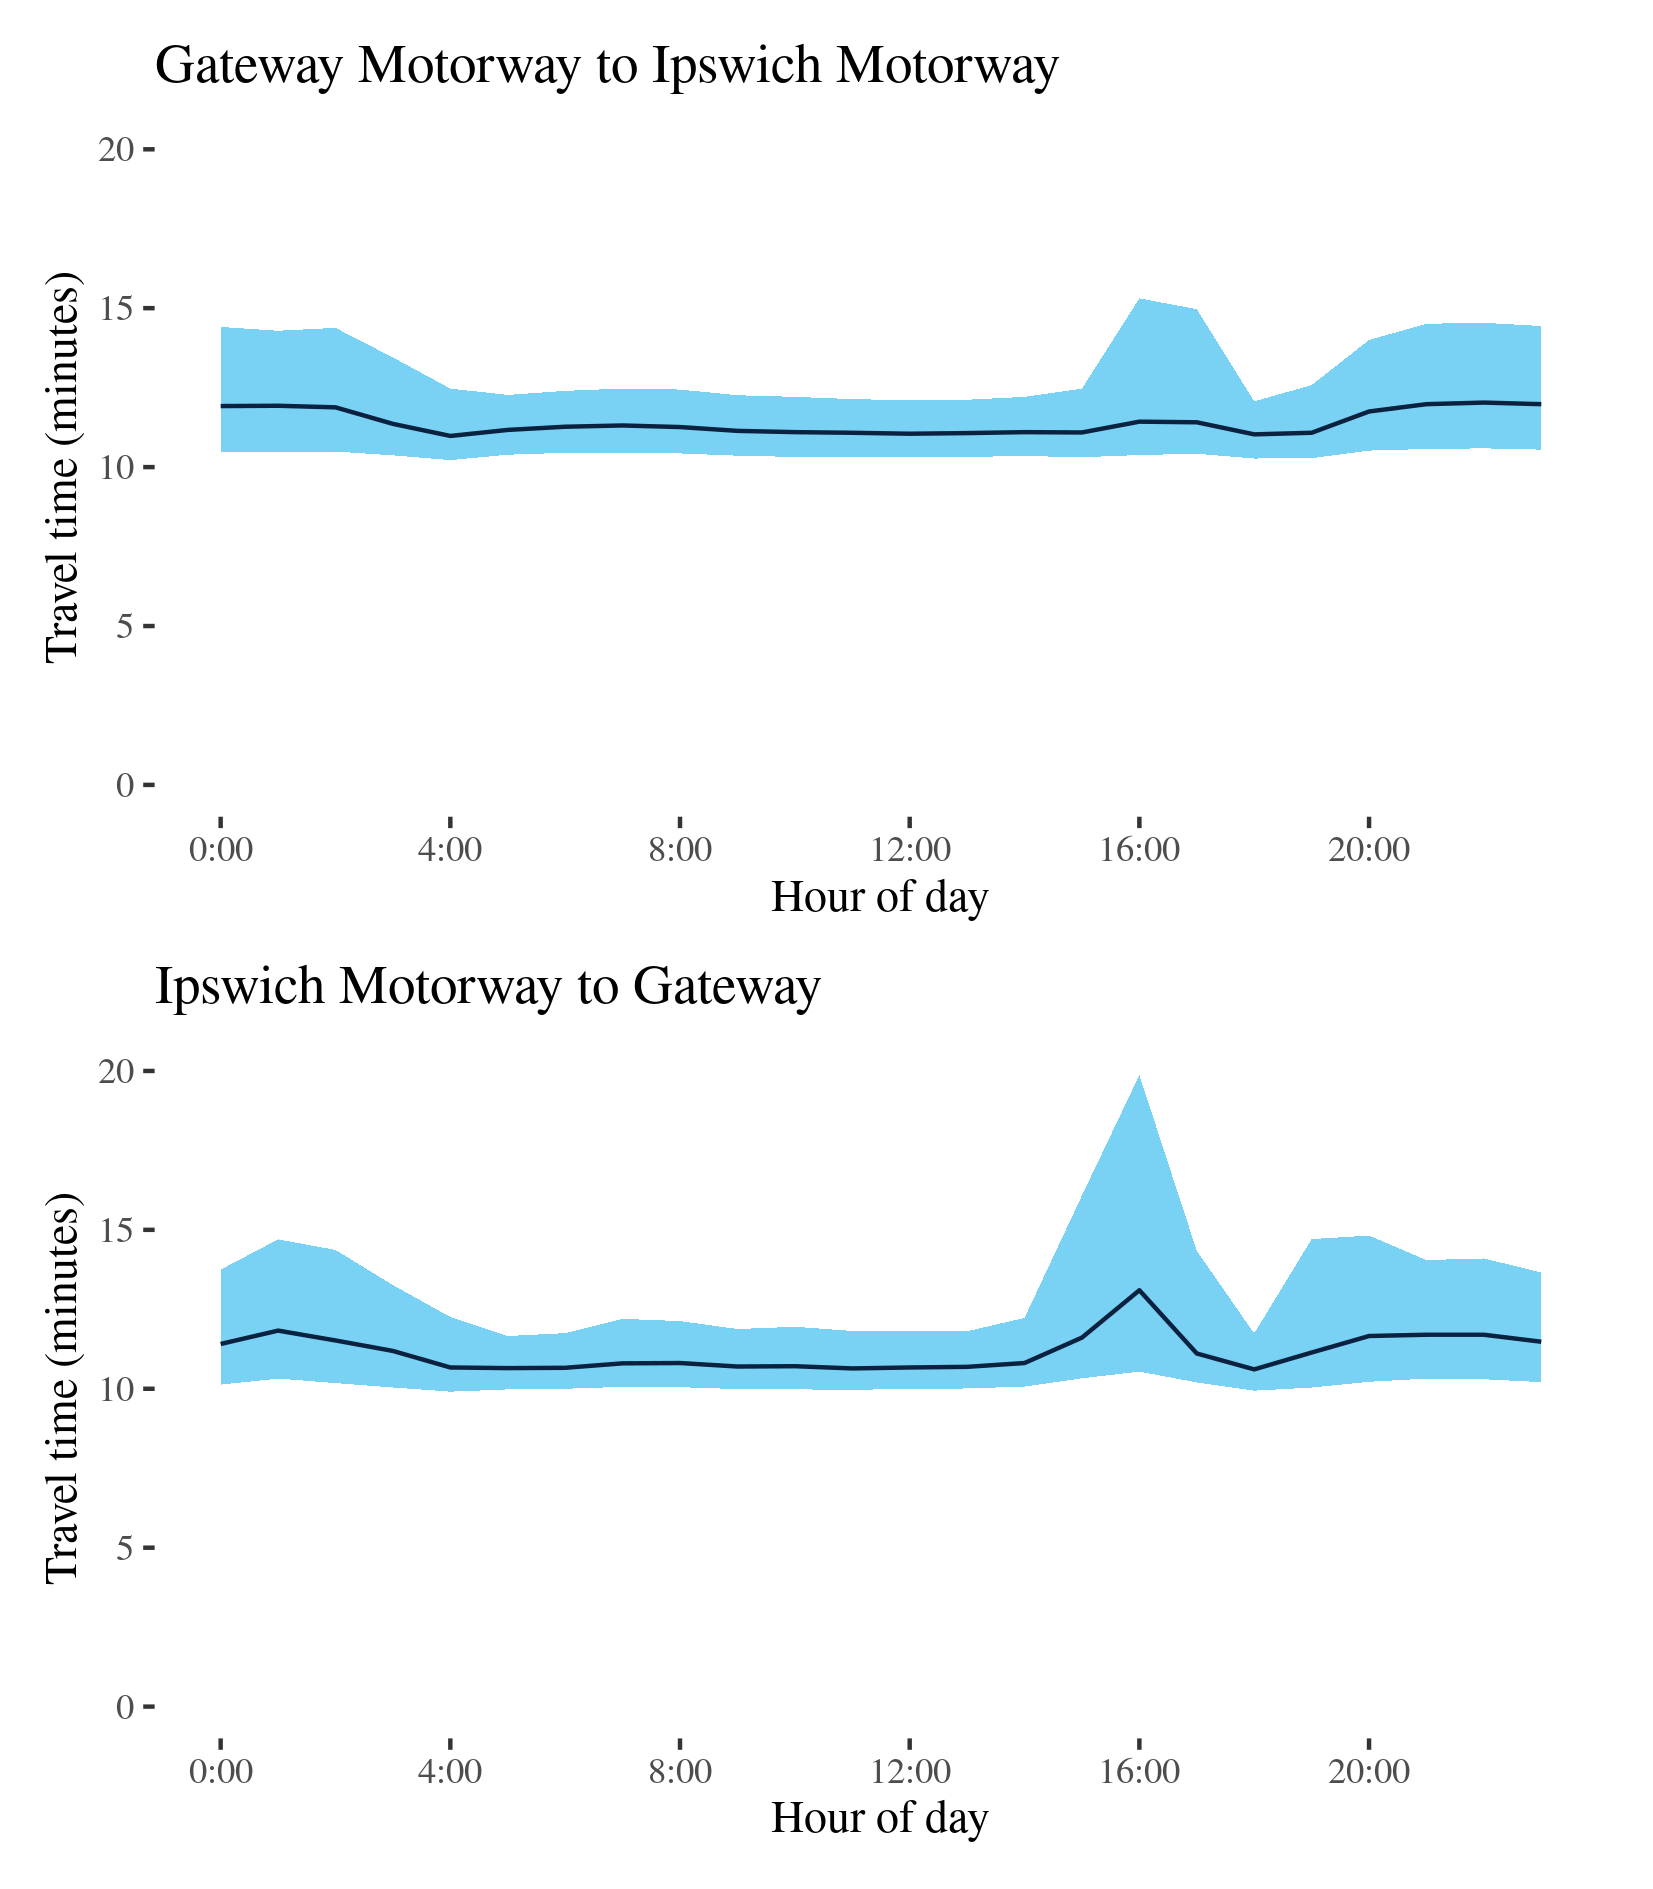 Gateway Motorway to Ipswich Motorway
20
15
10
5
0
Travel time (minutes)
0:00 4:00 8:00 12:00 16:00 20:00
Hour of day
Ipswich Motorway to Gateway
20
15
10
5
0
Travel time (minutes)
0:00 4:00 8:00 12:00 16:00 20:00
Hour of day